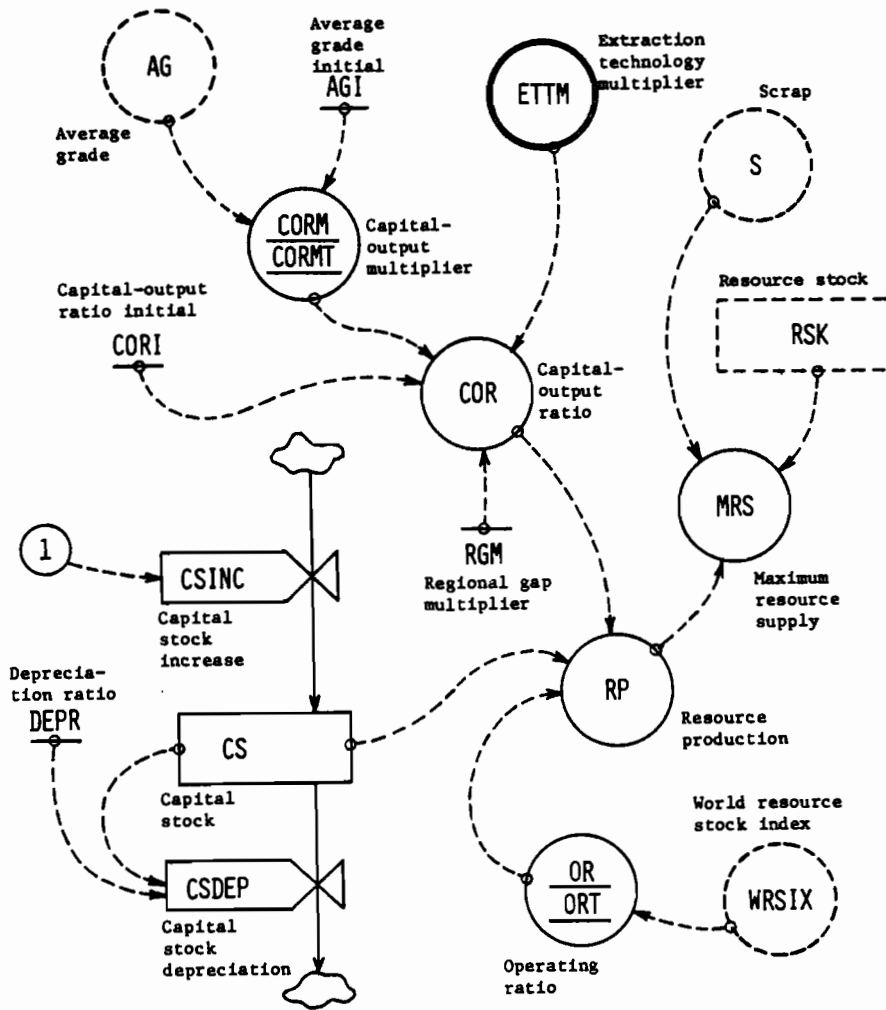 AG
Average
grade
Average
grade
initial
AGI
ETTM
Extraction
technology
multiplier
Scrap
S
CORM
CORMT
Capital-
output
multiplier
Resource stock
RSK
Capital-output
ratio initial
CORI
COR
Capital-
output
ratio
MRS
Maximum
resource
supply
RGM
Regional gap
multiplier
1
CSINC
Capital
stock
increase
Deprecia-
tion ratio
DEPR
CS
Capital
stock
RP
Resource
production
World resource
stock index
WRSIX
CSDEP
Capital
stock
depreciation
OR
ORT
Operating
ratio